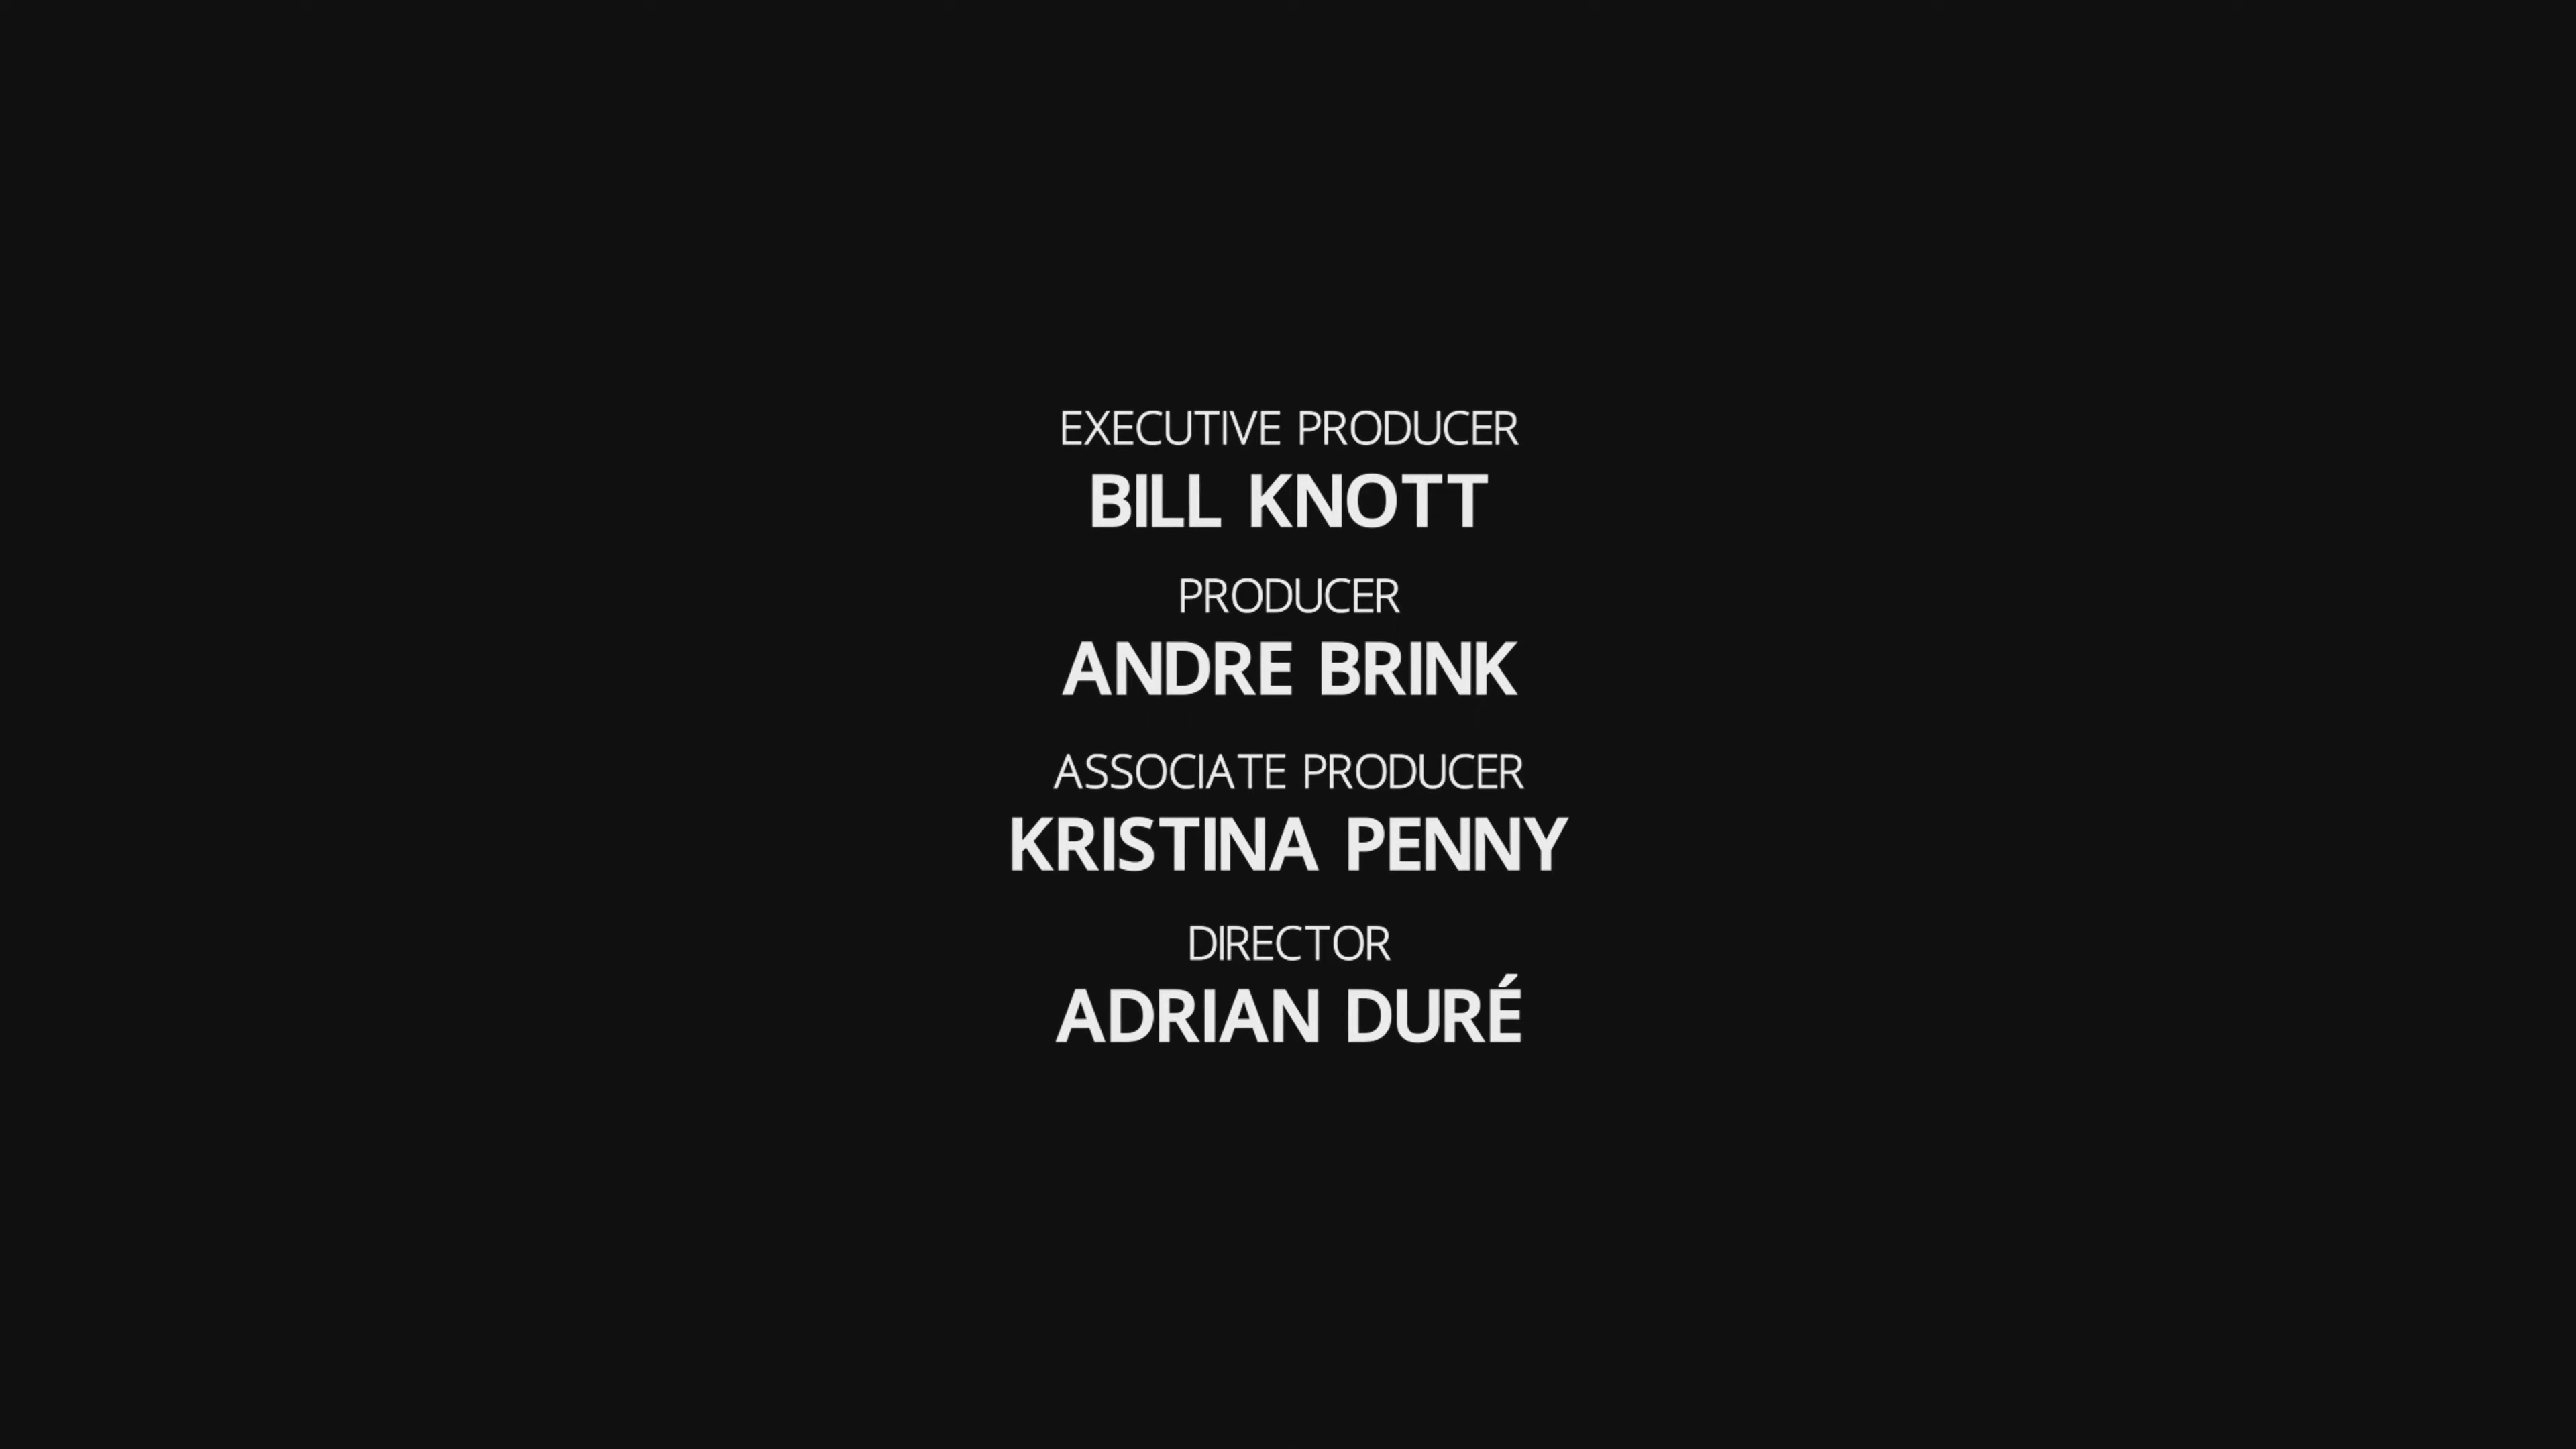 EXECUTIVE PRODUCER
BILL KNOTT
PRODUCER
ANDRE BRINK
ASSOCIATE PRODUCER
KRISTINA PENNY
DIRECTOR
ADRIAN DURÉ